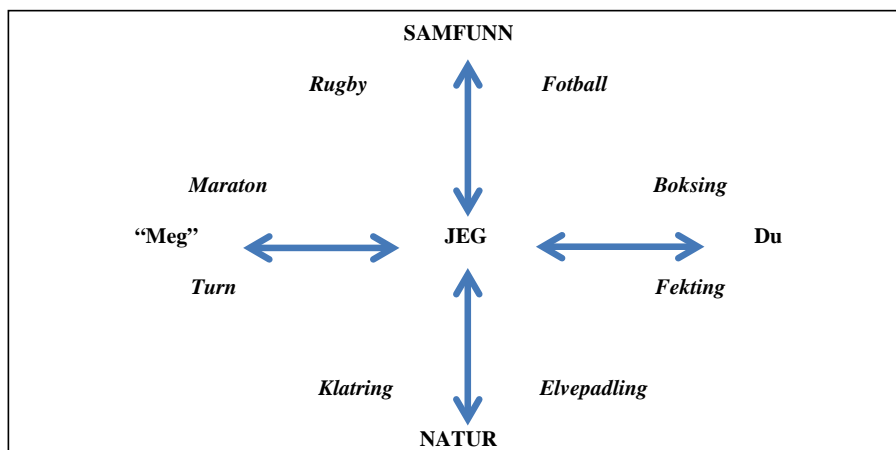 SAMFUNN
Rugby Fotball
Maraton Boksing
“Meg” JEG Du
Turn Fekting
Klatring Elvepadling
NATUR